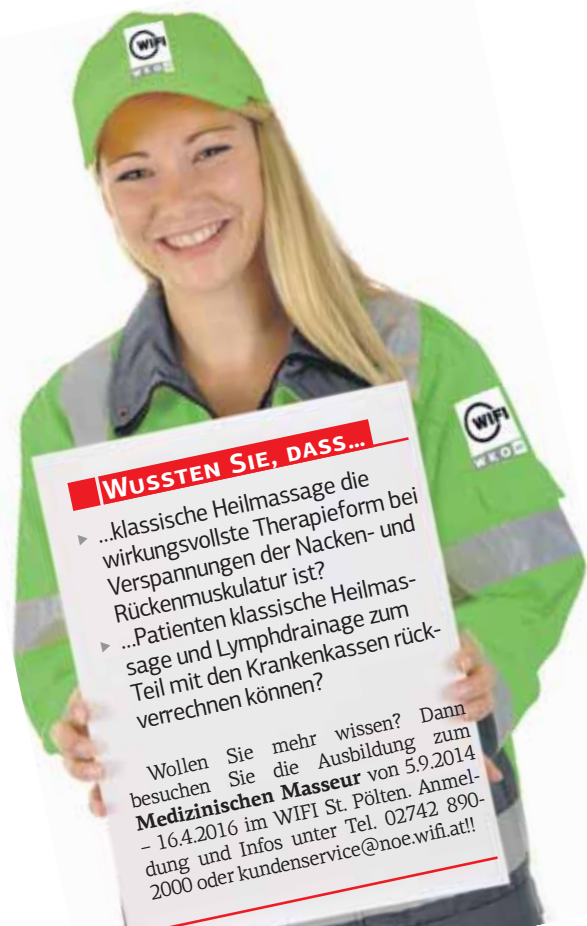 WIFI
WKO
WIFI
WKO
WUSSTEN SIE, DASS...
...klassische Heilmassage die
wirkungsvollste Therapieform bei
Verspannungen der Nacken- und
Rückenmuskulatur ist?
...Patienten klassische Heilmas-
sage und Lymphdrainage zum
Teil mit den Krankenkassen rück-
verrechnen können?
Wollen Sie mehr wissen? Dann
besuchen Sie die Ausbildung zum
Medizinischen Masseur von 5.9.2014
– 16.4.2016 im WIFI St. Pölten. Anmel-
dung und Infos unter Tel. 02742 890-
2000 oder kundenservice@noe.wifi.at!!